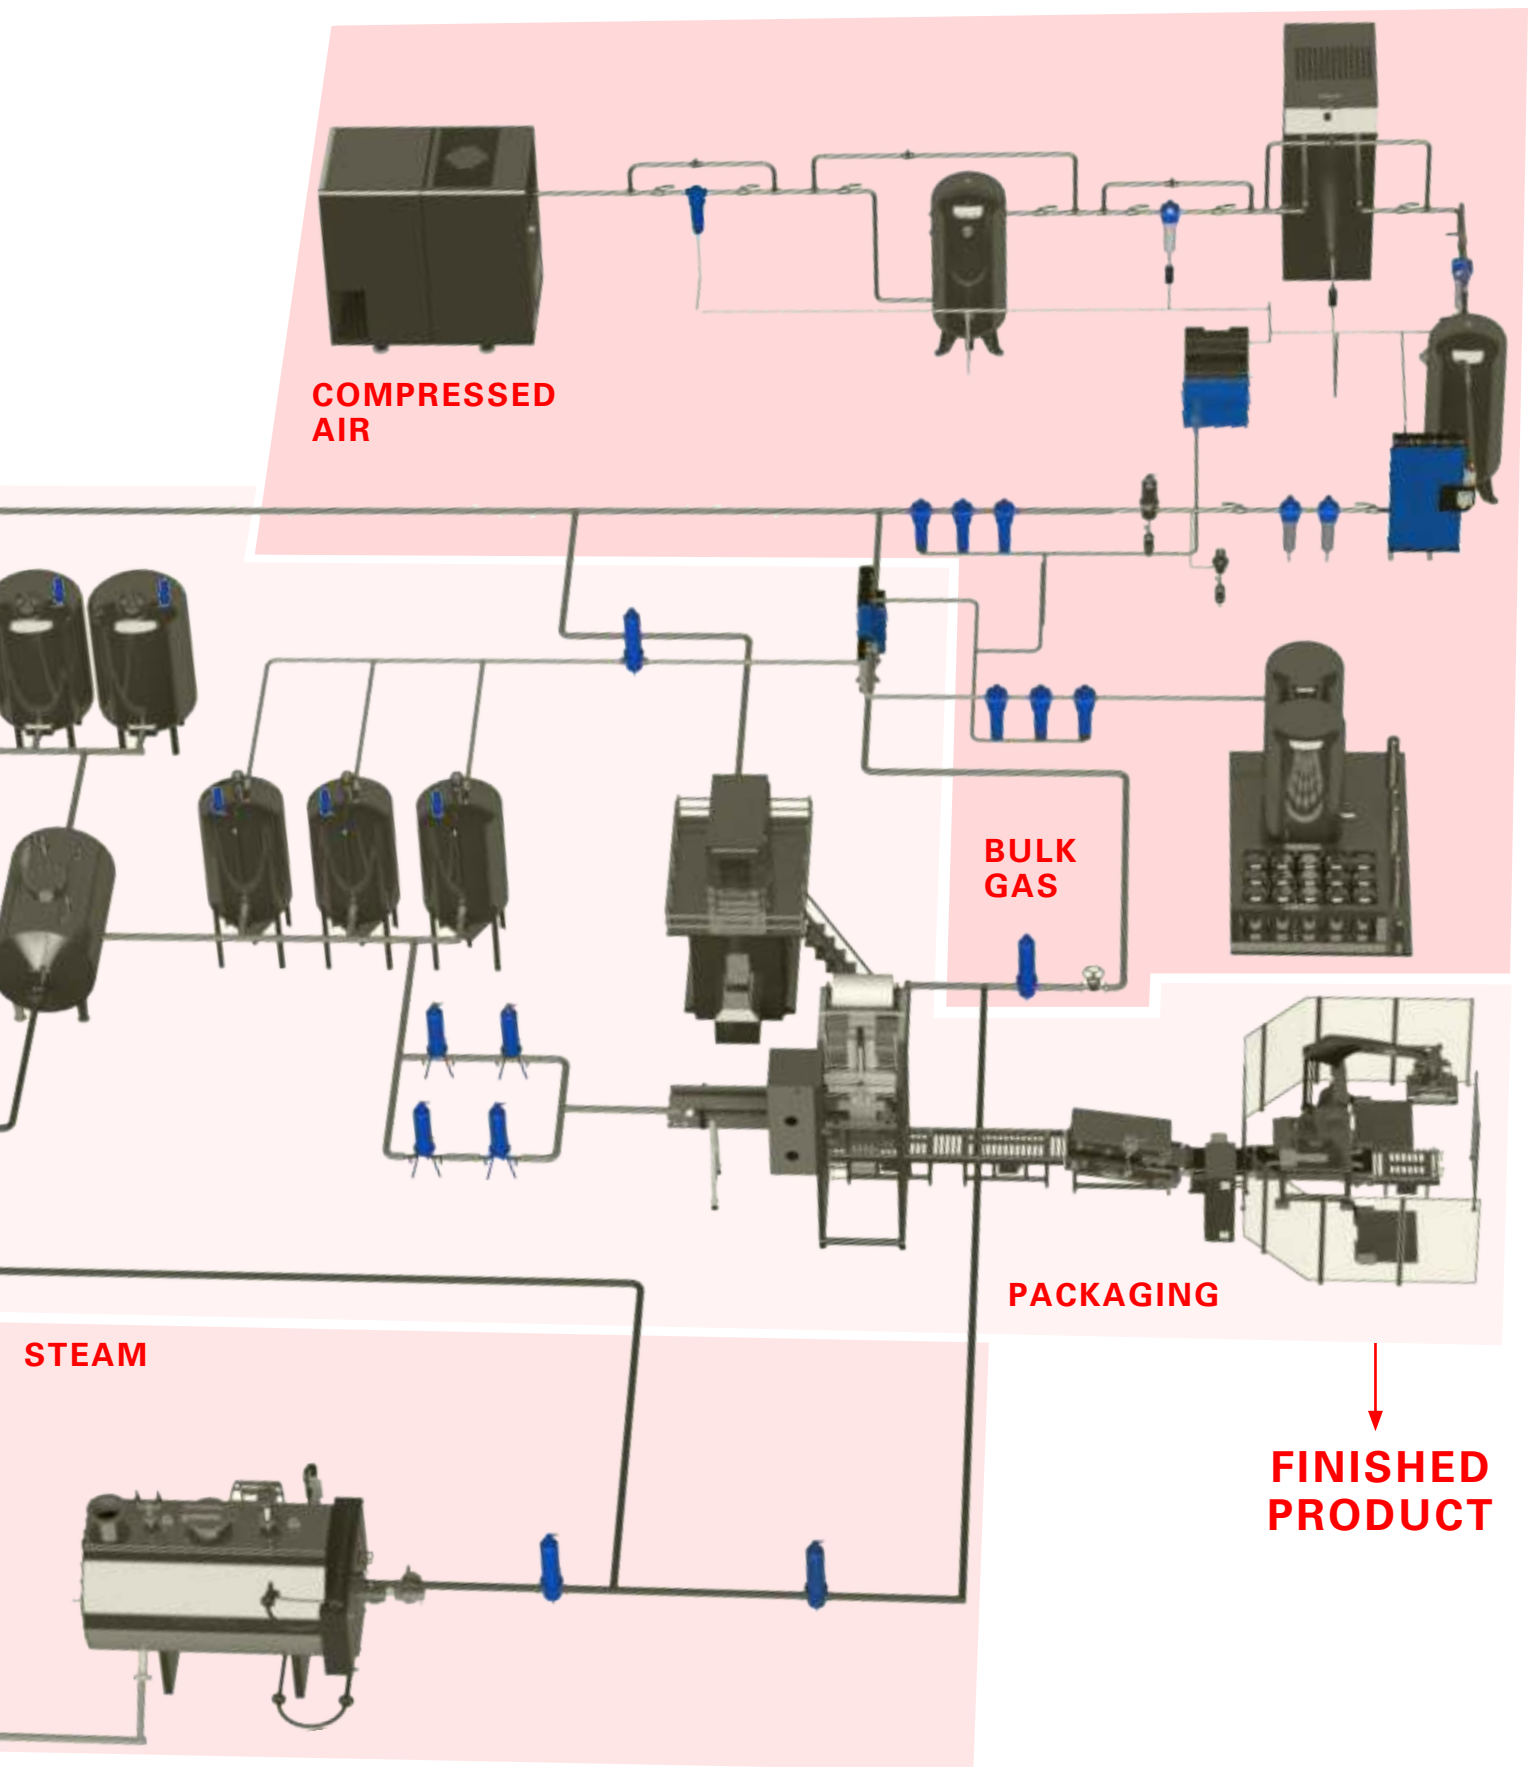 COMPRESSED
AIR
BULK
GAS
PACKAGING
STEAM
FINISHED
PRODUCT